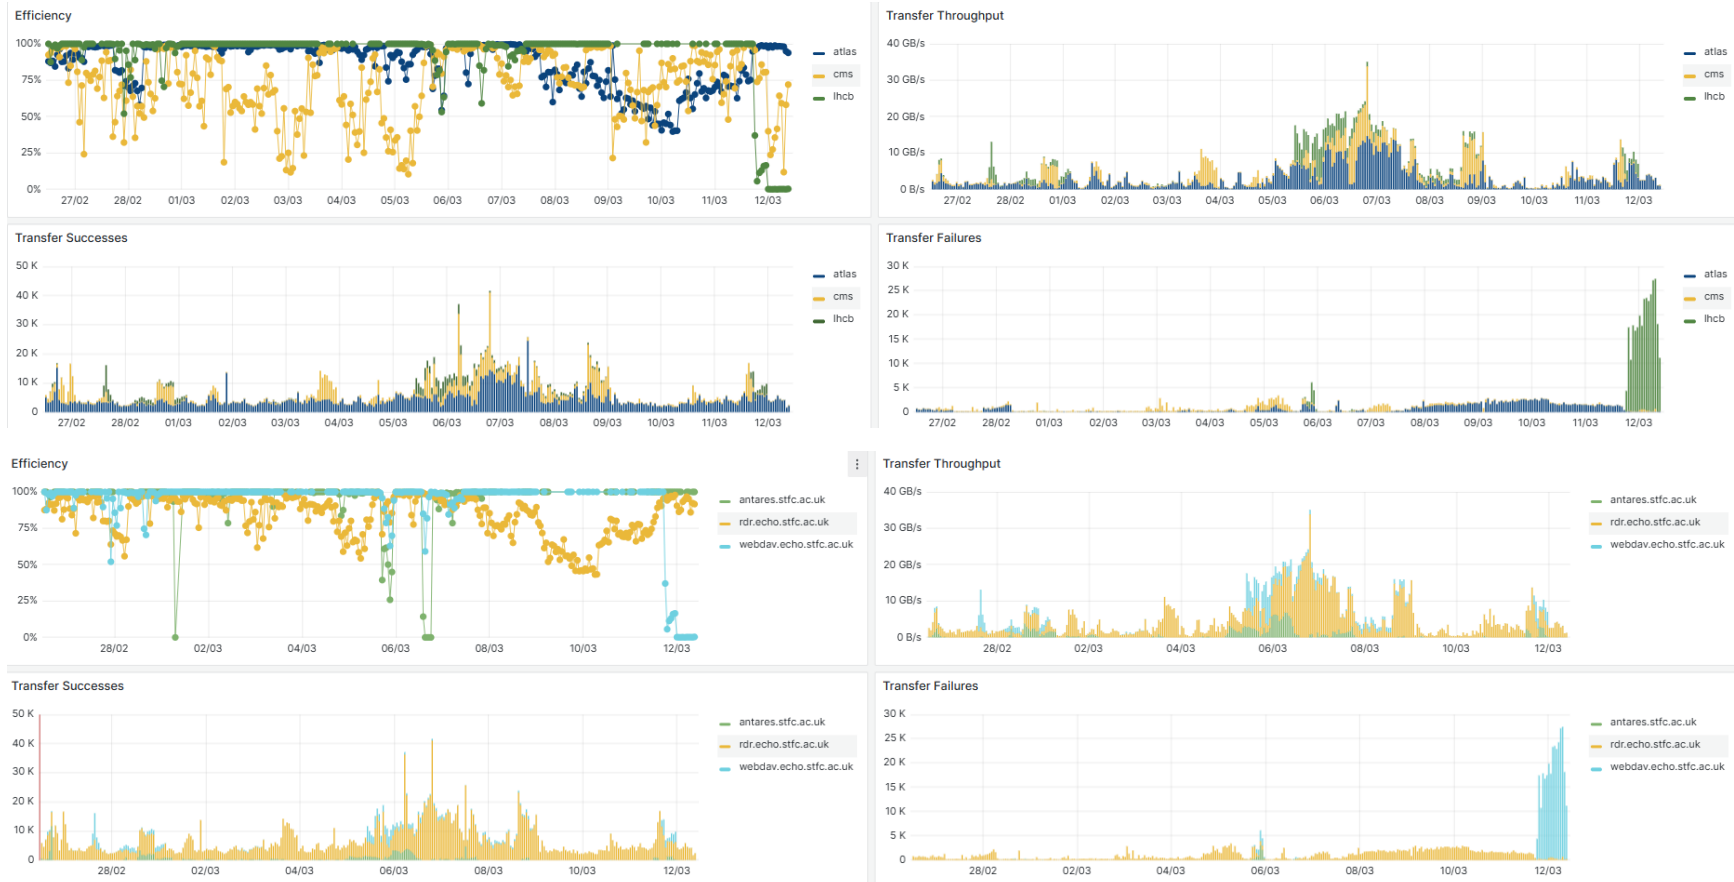 Efficiency
100%
75%
50%
25%
0%
27/02 28/02 01/03 02/03 03/03 04/03 05/03 06/03 07/03 08/03 09/03 10/03 11/03 12/03
atlas
cms
lhcb
Transfer Throughput
40 GB/s
30 GB/s
20 GB/s
10 GB/s
0 B/s
27/02 28/02 01/03 02/03 03/03 04/03 05/03 06/03 07/03 08/03 09/03 10/03 11/03 12/03
atlas
cms
lhcb
Transfer Successes
50 K
40 K
30 K
20 K
10 K
0
27/02 28/02 01/03 02/03 03/03 04/03 05/03 06/03 07/03 08/03 09/03 10/03 11/03 12/03
atlas
cms
lhcb
Transfer Failures
30 K
25 K
20 K
15 K
10 K
5 K
0
27/02 28/02 01/03 02/03 03/03 04/03 05/03 06/03 07/03 08/03 09/03 10/03 11/03 12/03
atlas
cms
lhcb
Efficiency
100%
75%
50%
25%
0%
28/02 02/03 04/03 06/03 08/03 10/03 12/03
antares.stfc.ac.uk
rdr.echo.stfc.ac.uk
webdav.echo.stfc.ac.uk
Transfer Throughput
40 GB/s
30 GB/s
20 GB/s
10 GB/s
0 B/s
28/02 02/03 04/03 06/03 08/03 10/03 12/03
antares.stfc.ac.uk
rdr.echo.stfc.ac.uk
webdav.echo.stfc.ac.uk
Transfer Successes
50 K
40 K
30 K
20 K
10 K
0
28/02 02/03 04/03 06/03 08/03 10/03 12/03
antares.stfc.ac.uk
rdr.echo.stfc.ac.uk
webdav.echo.stfc.ac.uk
Transfer Failures
30 K
25 K
20 K
15 K
10 K
5 K
0
28/02 02/03 04/03 06/03 08/03 10/03 12/03
antares.stfc.ac.uk
rdr.echo.stfc.ac.uk
webdav.echo.stfc.ac.uk